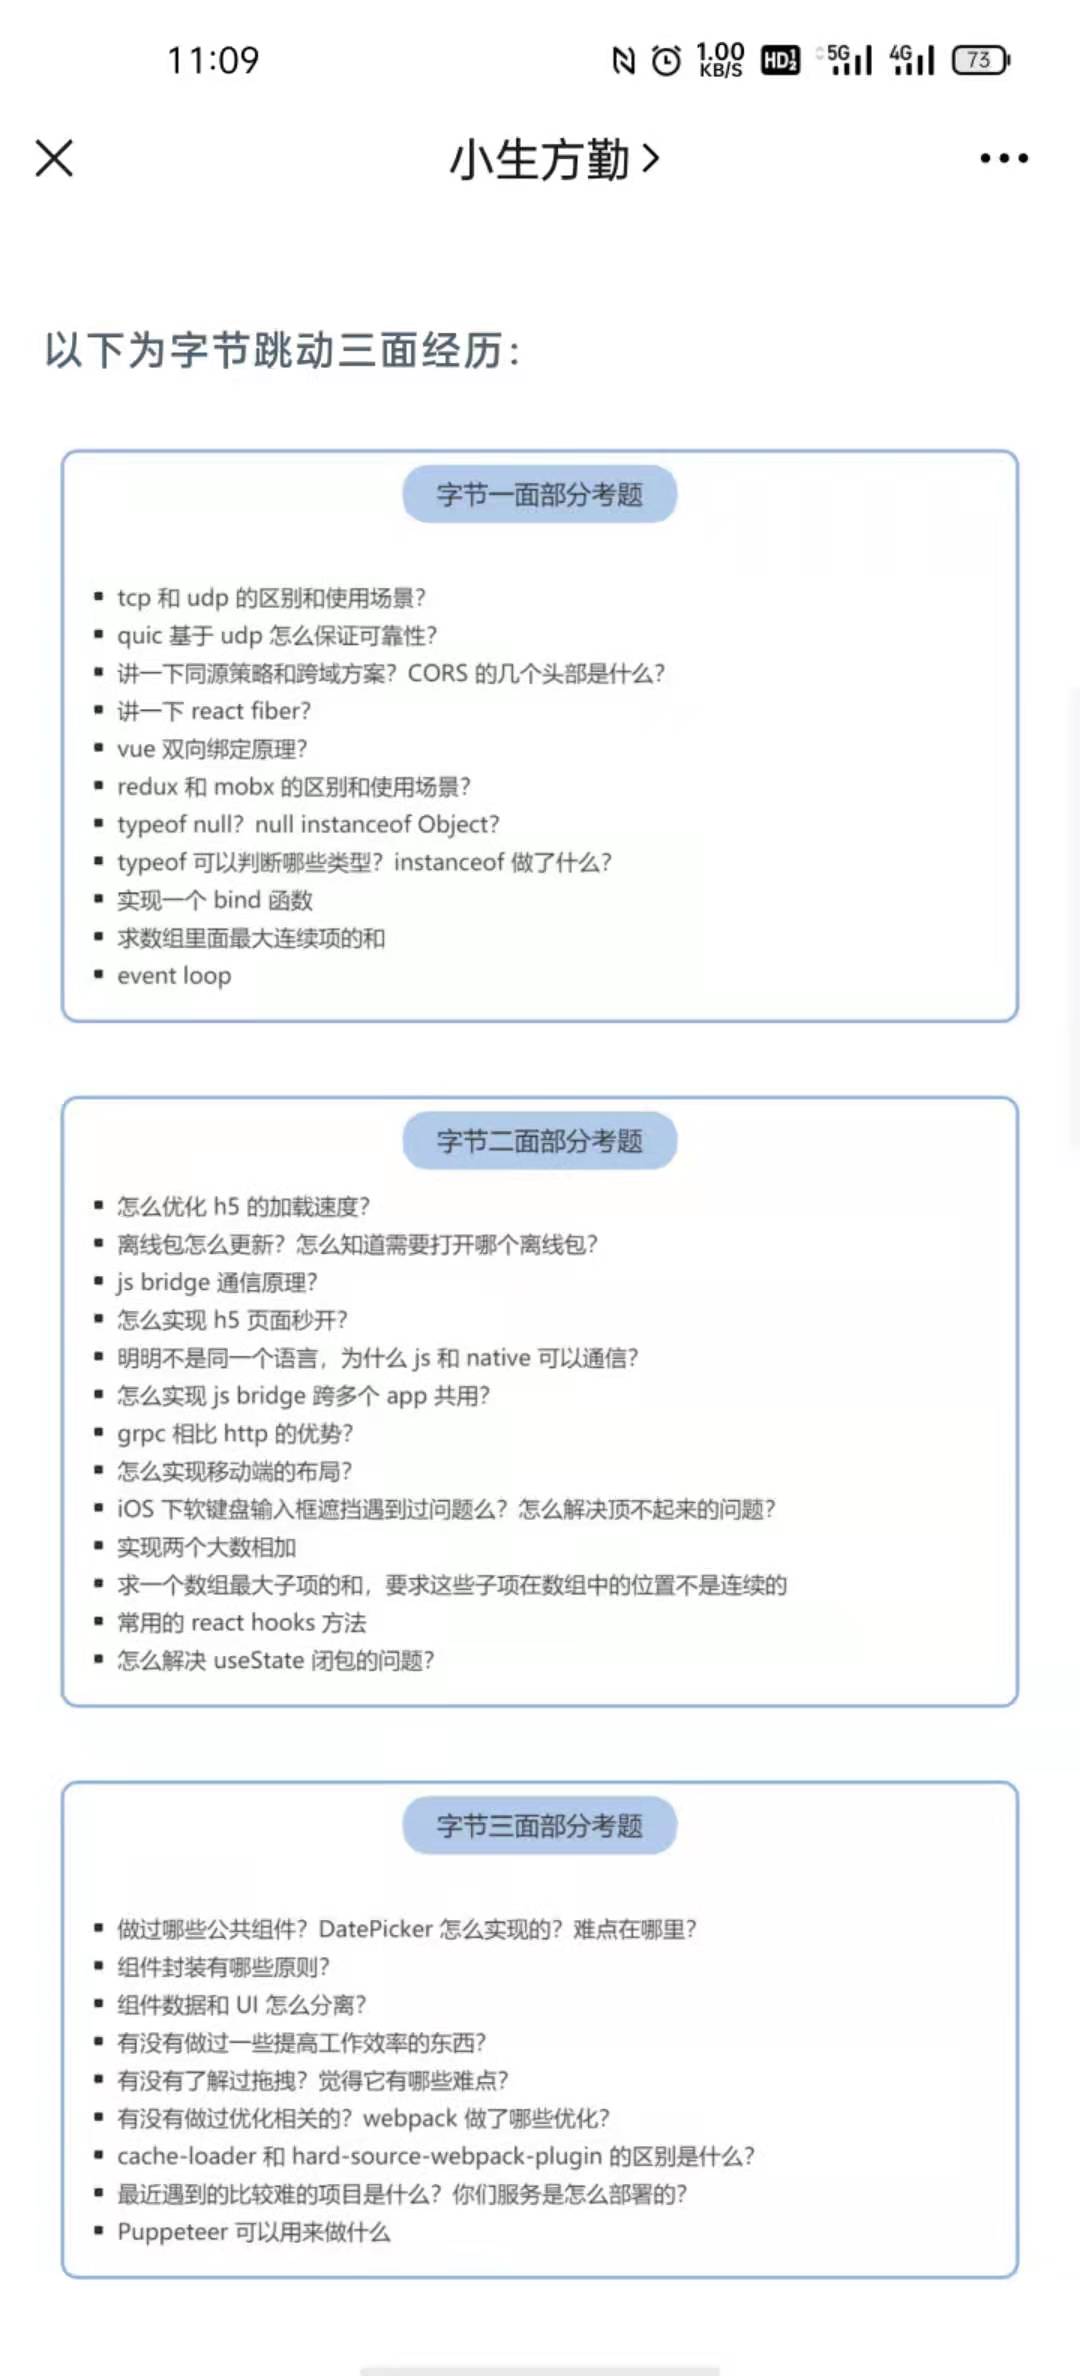 11:09
1.00 KB/S HD 1 2 5G 4G 73
小生方勤
以下为字节跳动三面经历：
字节一面部分考题
tcp 和 udp 的区别和使用场景？
quic 基于 udp 怎么保证可靠性？
讲一下同源策略和跨域方案？CORS 的几个头部是什么？
讲一下 react fiber？
vue 双向绑定原理？
redux 和 mobx 的区别和使用场景？
typeof null？null instanceof Object？
typeof 可以判断哪些类型？instanceof 做了什么？
实现一个 bind 函数
求数组里面最大连续项的和
event loop
字节二面部分考题
怎么优化 h5 的加载速度？
离线包怎么更新？怎么知道需要打开哪个离线包？
js bridge 通信原理？
怎么实现 h5 页面秒开？
明明不是同一个语言，为什么 js 和 native 可以通信？
怎么实现 js bridge 跨多个 app 共用？
grpc 相比 http 的优势？
怎么实现移动端的布局？
iOS 下软键盘输入框遮挡遇到过问题么？怎么解决顶不起来的问题？
实现两个大数相加
求一个数组最大子项的和，要求这些子项在数组中的位置不是连续的
常用的 react hooks 方法
怎么解决 useState 闭包的问题？
字节三面部分考题
做过哪些公共组件？DatePicker 怎么实现的？难点在哪里？
组件封装有哪些原则？
组件数据和 UI 怎么分离？
有没有做过一些提高工作效率的东西？
有没有了解过拖拽？觉得它有哪些难点？
有没有做过优化相关的？webpack 做了哪些优化？
cache-loader 和 hard-source-webpack-plugin 的区别是什么？
最近遇到的比较难的项目是什么？你们服务是怎么部署的？
Puppeteer 可以用来做什么